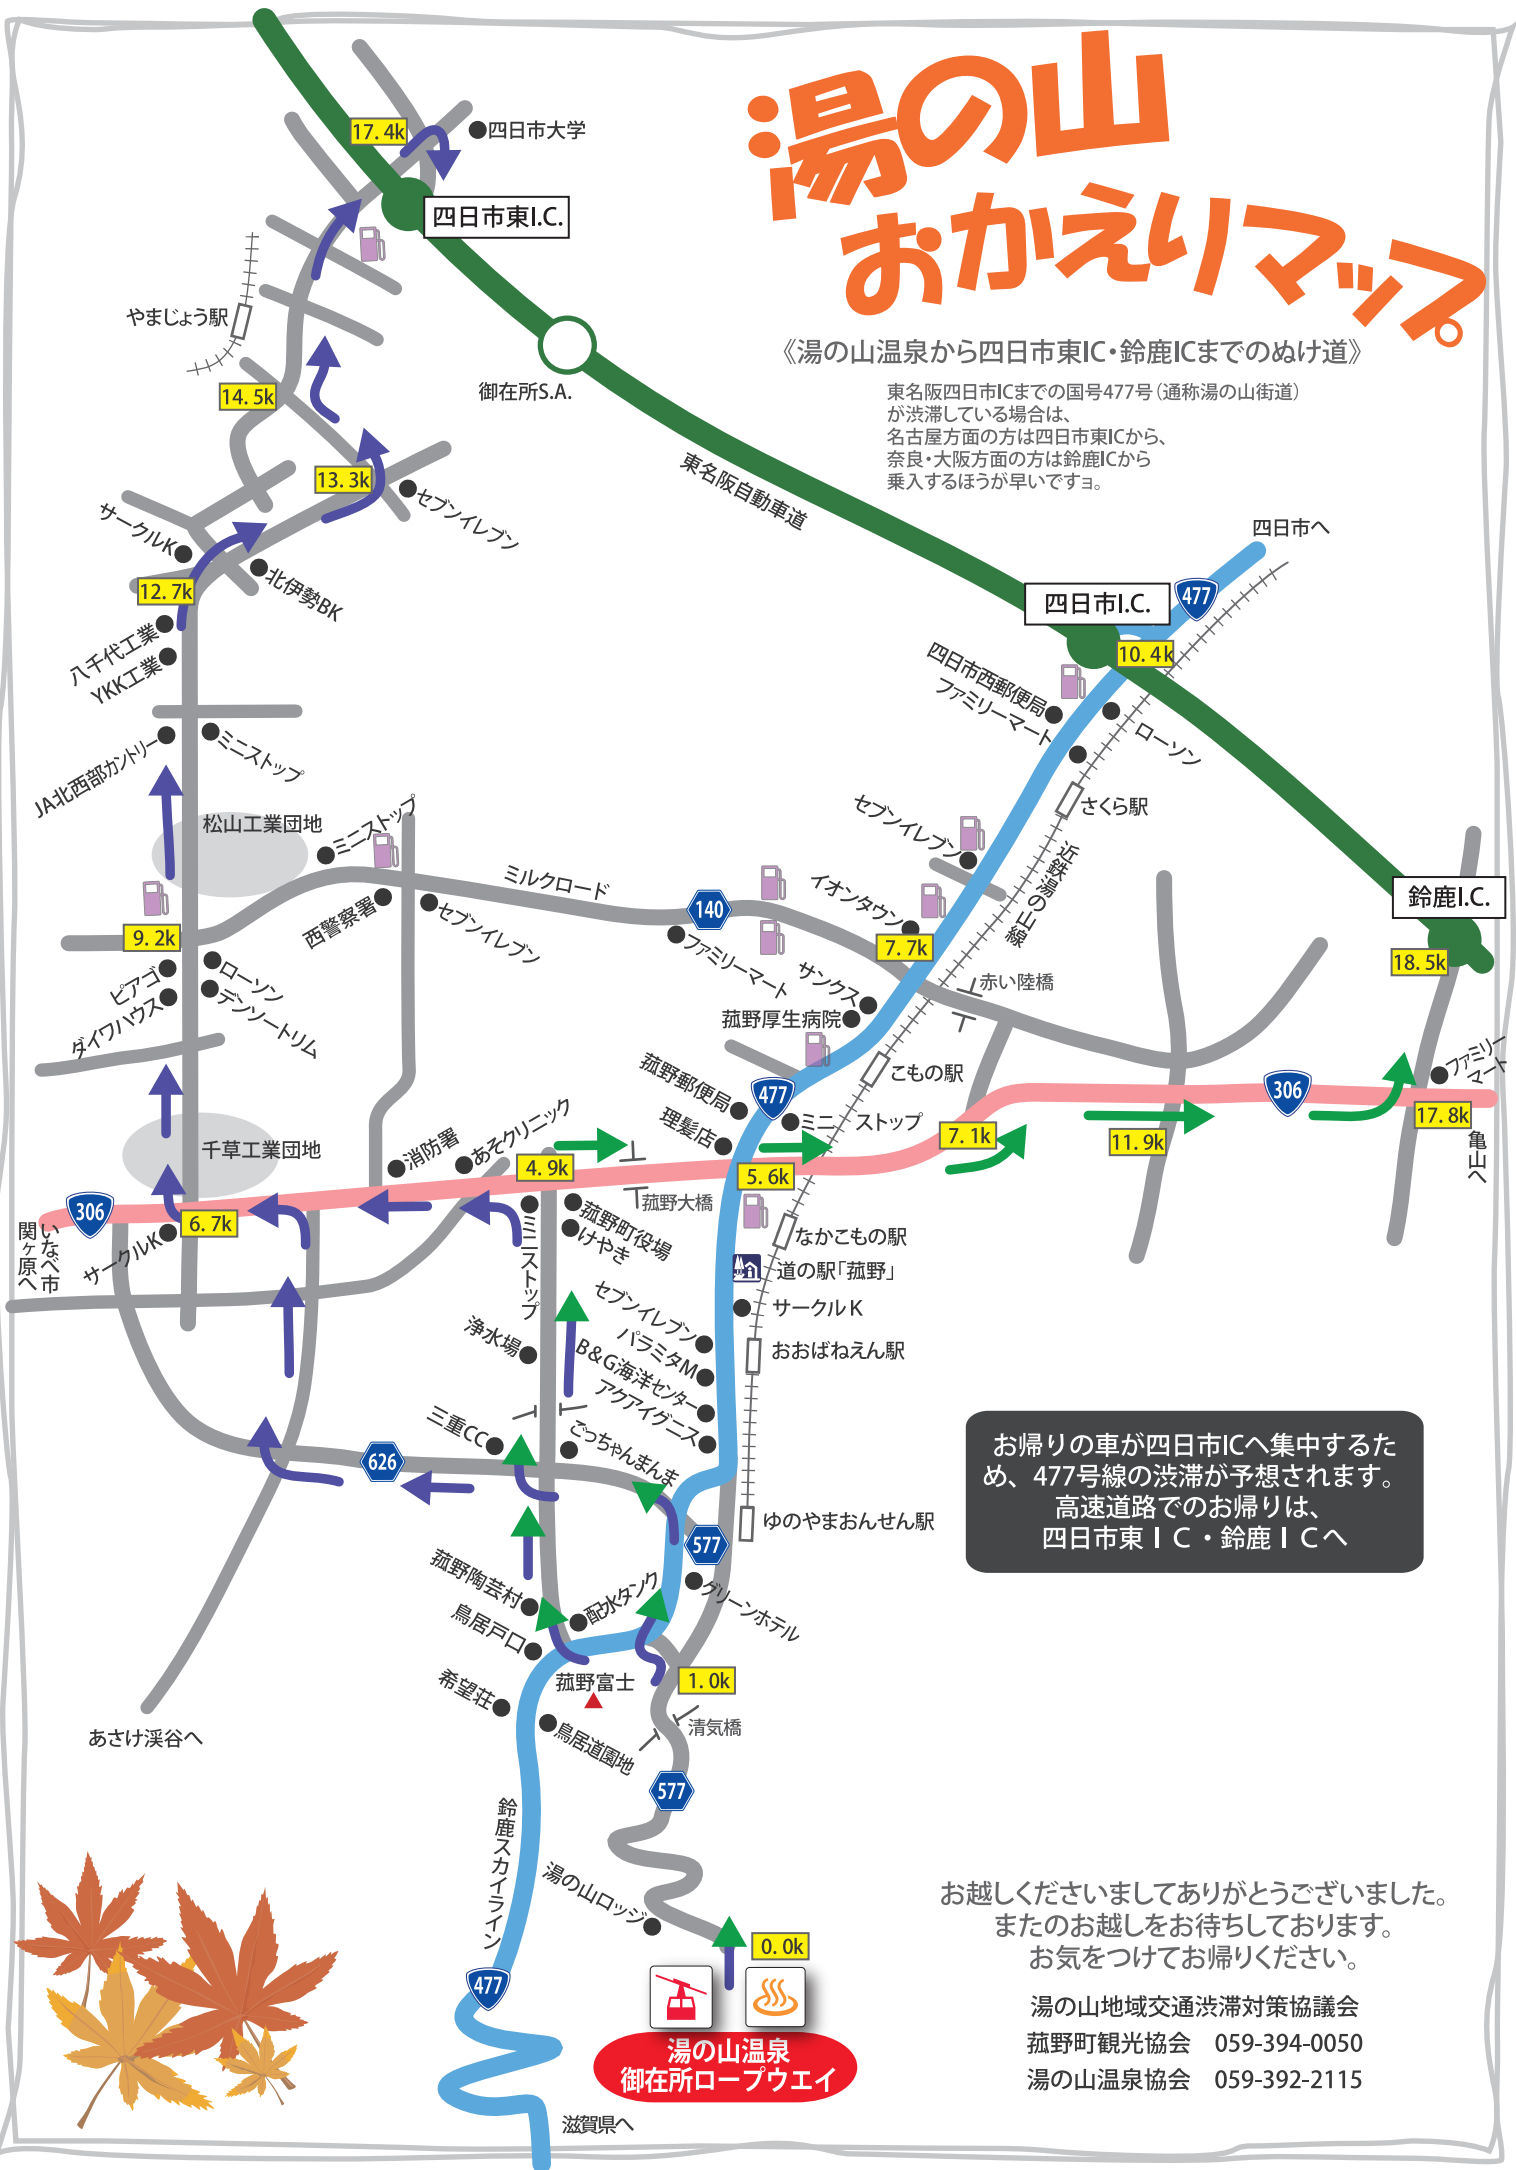 湯の山
おかえりマップ。
《湯の山温泉から四日市東IC・鈴鹿ICまでのぬけ道》
東名阪四日市ICまでの国号477号（通称湯の山街道）
が渋滞している場合は、
名古屋方面の方は四日市東ICから、
奈良・大阪方面の方は鈴鹿ICから
乗入するほうが早いですョ。
17.4k
四日市大学
四日市東I.C.
やまじょう駅
14.5k
御在所S.A.
13.3k
セブンイレブン
東名阪自動車道
サークルK
北伊勢BK
12.7k
八千代工業
YKK工業
四日市へ
四日市I.C.
477
10.4k
四日市西郵便局
ファミリーマート
ローソン
JA北西部カントリー
ミニストップ
松山工業団地
ミニストップ
さくら駅
セブンイレブン
近鉄湯の山線
ミルクロード
140
イオンタウン
鈴鹿I.C.
18.5k
9.2k
西警察署
セブンイレブン
ファミリーマート
7.7k
ピアゴ
ローソン
ダイワハウス
デンソートリム
サンクス
菰野厚生病院
赤い陸橋
こもの駅
菰野郵便局
477
理髪店
ミニストップ
306
ファミリーマート
17.8k
亀山へ
千草工業団地
消防署
あそクリニック
4.9k
5.6k
7.1k
11.9k
306
6.7k
サークルK
いなべ市
関ヶ原へ
菰野大橋
ミニストップ
菰野町役場
けやき
なかこもの駅
道の駅「菰野」
サークルK
セブンイレブン
パラミタM
B&G海洋センター
アクアイグニス
おおばねえん駅
浄水場
三重CC
ごっちゃんまんま
626
お帰りの車が四日市ICへ集中するた
め、477号線の渋滞が予想されます。
高速道路でのお帰りは、
四日市東ＩＣ・鈴鹿ＩＣへ
ゆのやまおんせん駅
577
グリーンホテル
菰野陶芸村
配水タンク
鳥居戸口
希望荘
菰野富士
1.0k
鳥居道園地
清気橋
あさけ渓谷へ
577
鈴鹿スカイライン
湯の山ロッジ
0.0k
477
湯の山温泉
御在所ロープウエイ
滋賀県へ
お越しくださいましてありがとうございました。
またのお越しをお待ちしております。
お気をつけてお帰りください。
湯の山地域交通渋滞対策協議会
菰野町観光協会　059-394-0050
湯の山温泉協会　059-392-2115